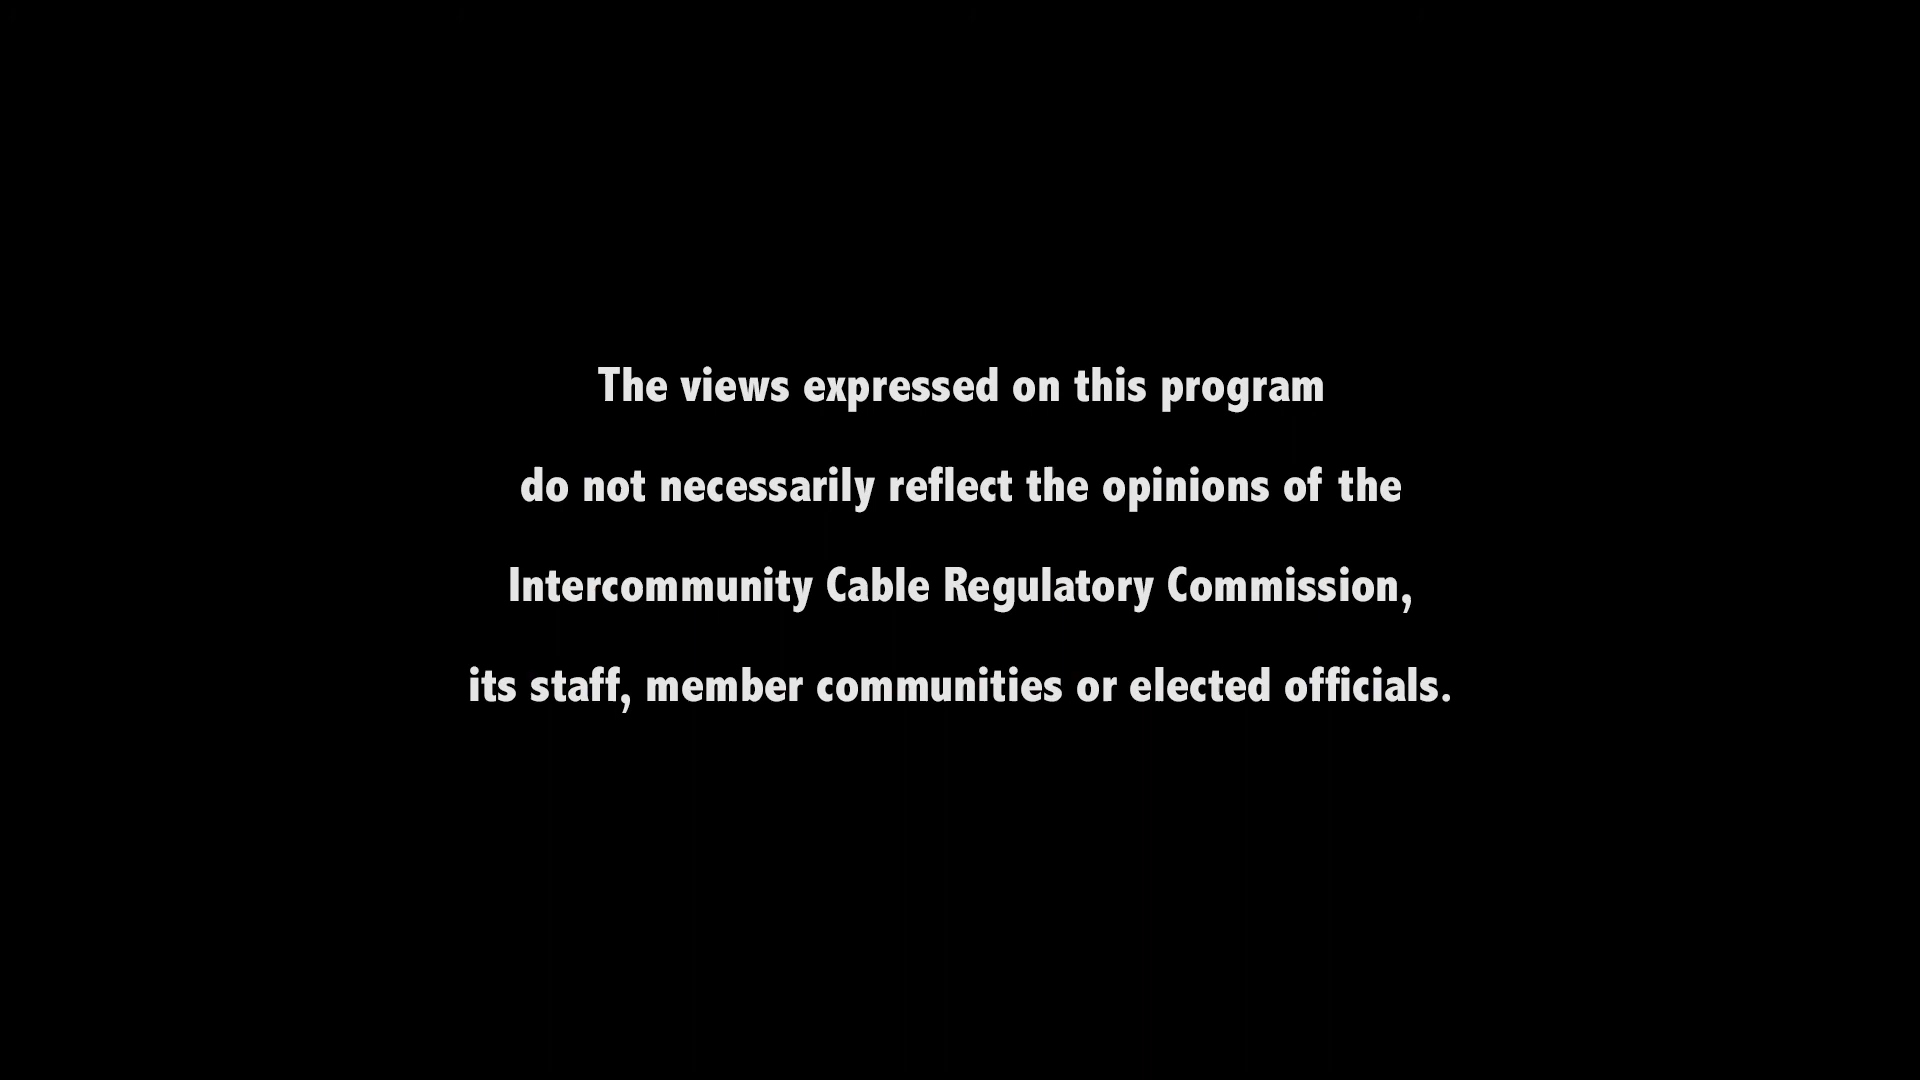 The views expressed on this program
do not necessarily reflect the opinions of the
Intercommunity Cable Regulatory Commission,
its staff, member communities or elected officials.